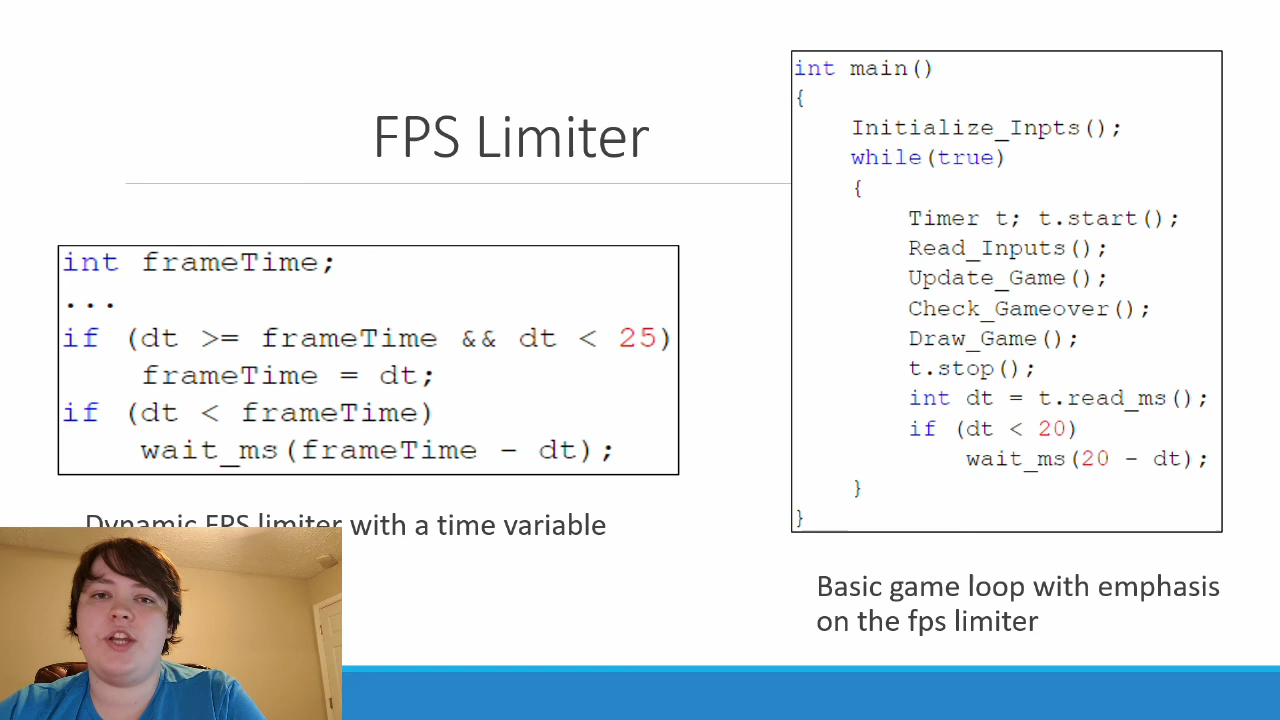 FPS Limiter
int frameTime;
...
if (dt >= frameTime && dt < 25)
frameTime = dt;
if (dt < frameTime)
wait_ms(frameTime - dt);
Dynamic FPS limiter with a time variable
int main()
{
Initialize_Inpts();
while(true)
{
Timer t; t.start();
Read_Inputs();
Update_Game();
Check_Gameover();
Draw_Game();
t.stop();
int dt = t.read_ms();
if (dt < 20)
wait_ms(20 - dt);
}
}
Basic game loop with emphasis
on the fps limiter